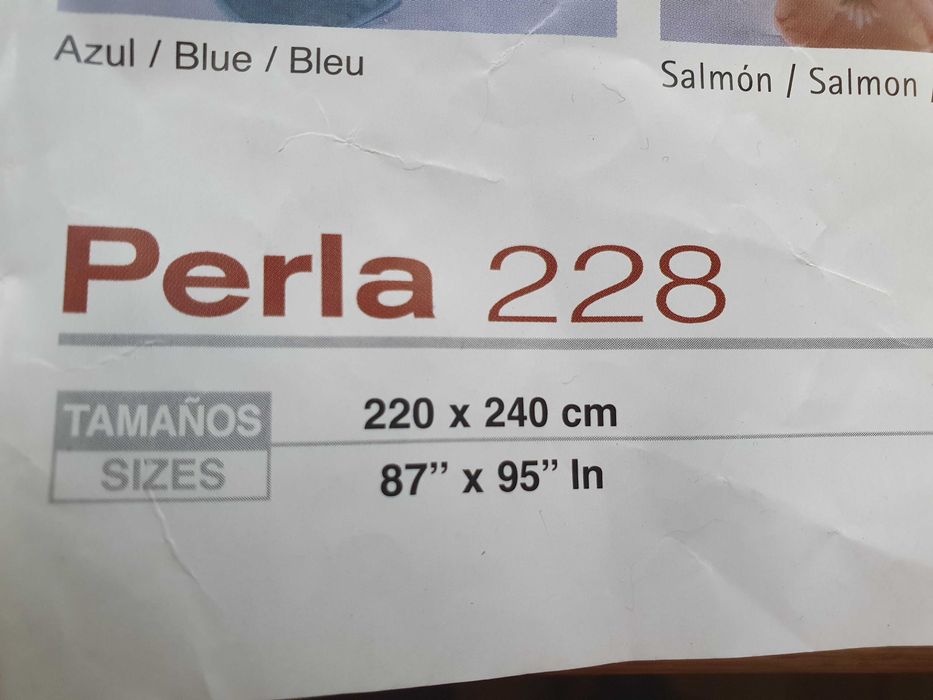 Azul / Blue / Bleu
Salmón / Salmon /
Perla 228
TAMAÑOS 220 x 240 cm
SIZES 87” x 95” In